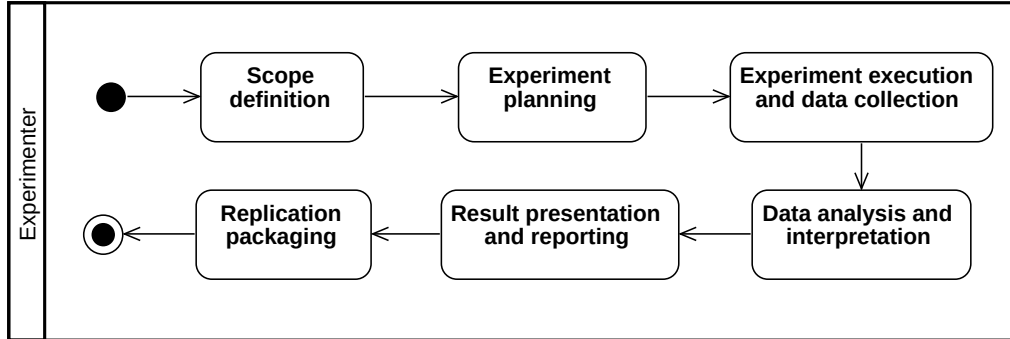 Experimenter
Scope
definition
Experiment
planning
Experiment execution
and data collection
Data analysis and
interpretation
Result presentation
and reporting
Replication
packaging